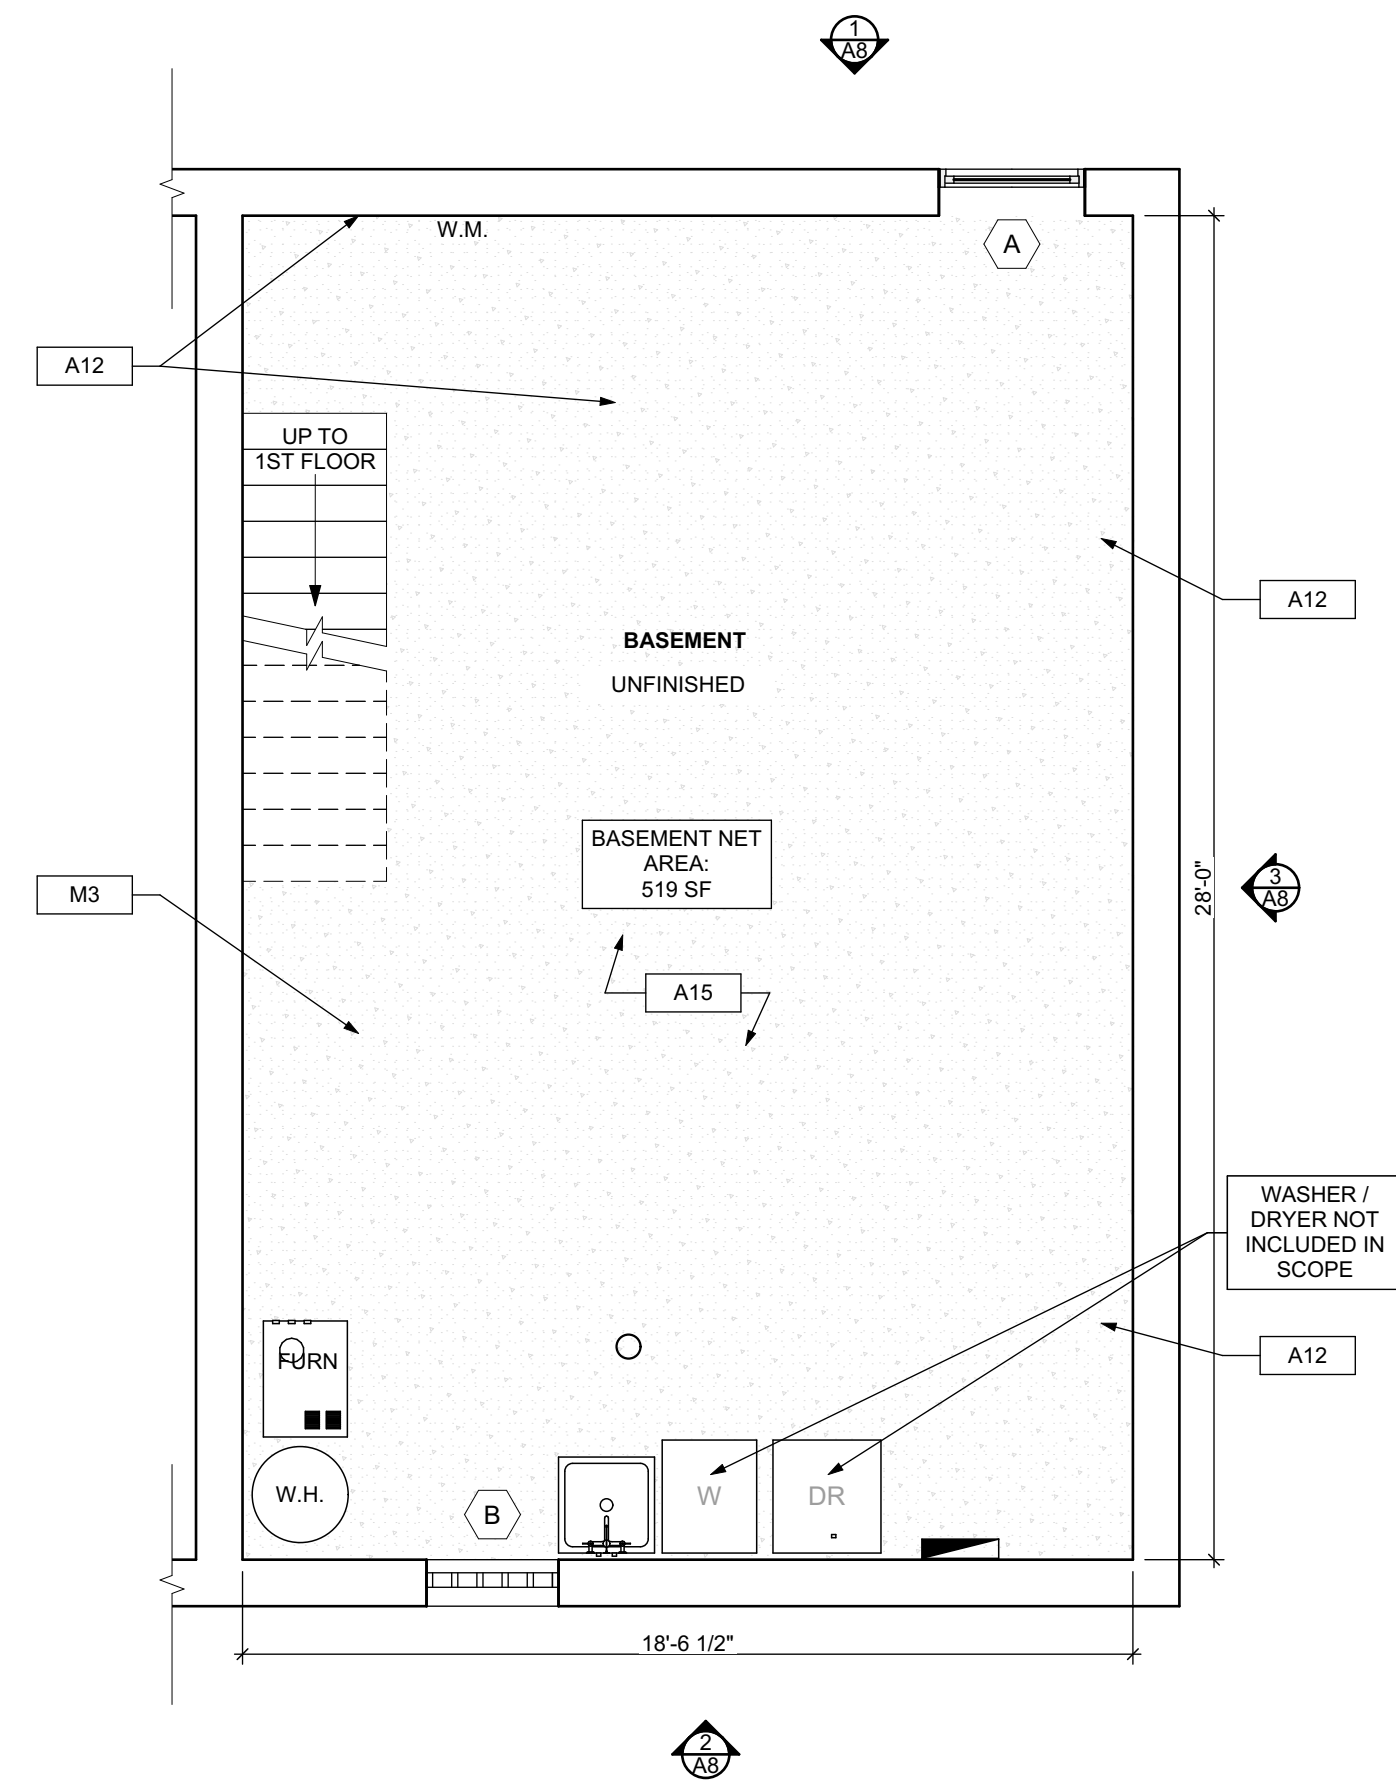 1
A8
W.M.
A
A12
UP TO
1ST FLOOR
A12
BASEMENT
UNFINISHED
BASEMENT NET
AREA:
519 SF
M3
28'-0"
3
A8
A15
WASHER /
DRYER NOT
INCLUDED IN
SCOPE
FURN
A12
W.H.
B
W
DR
18'-6 1/2"
2
A8